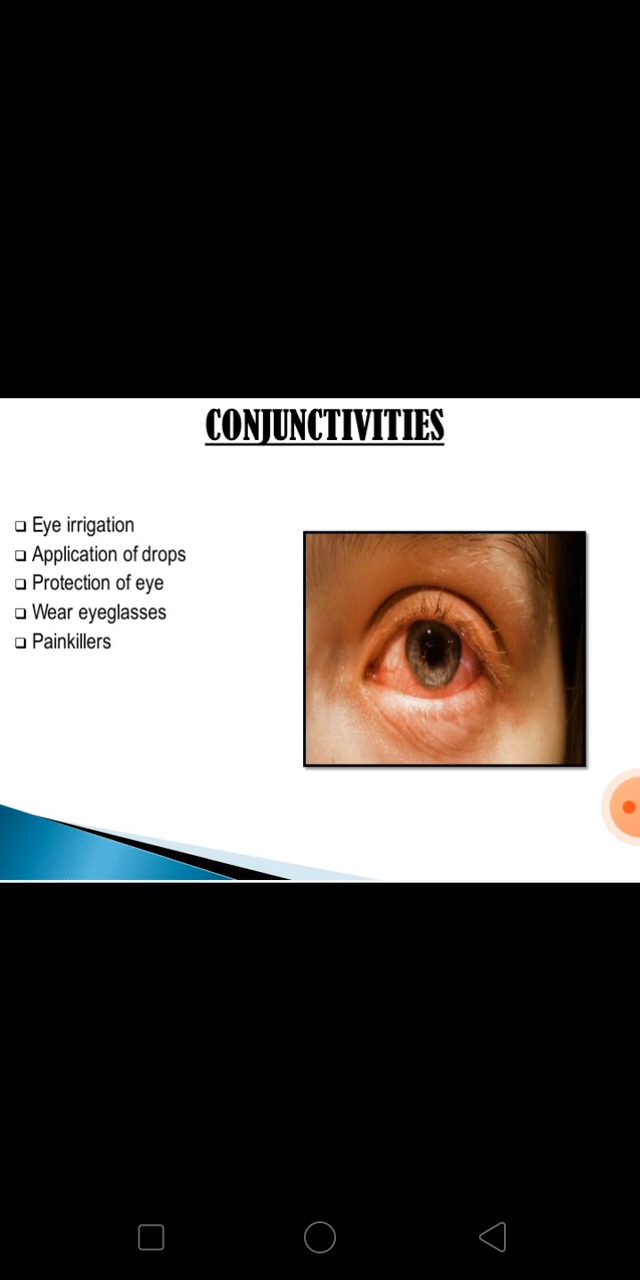 CONJUNCTIVITIES
Eye irrigation
Application of drops
Protection of eye
Wear eyeglasses
Painkillers